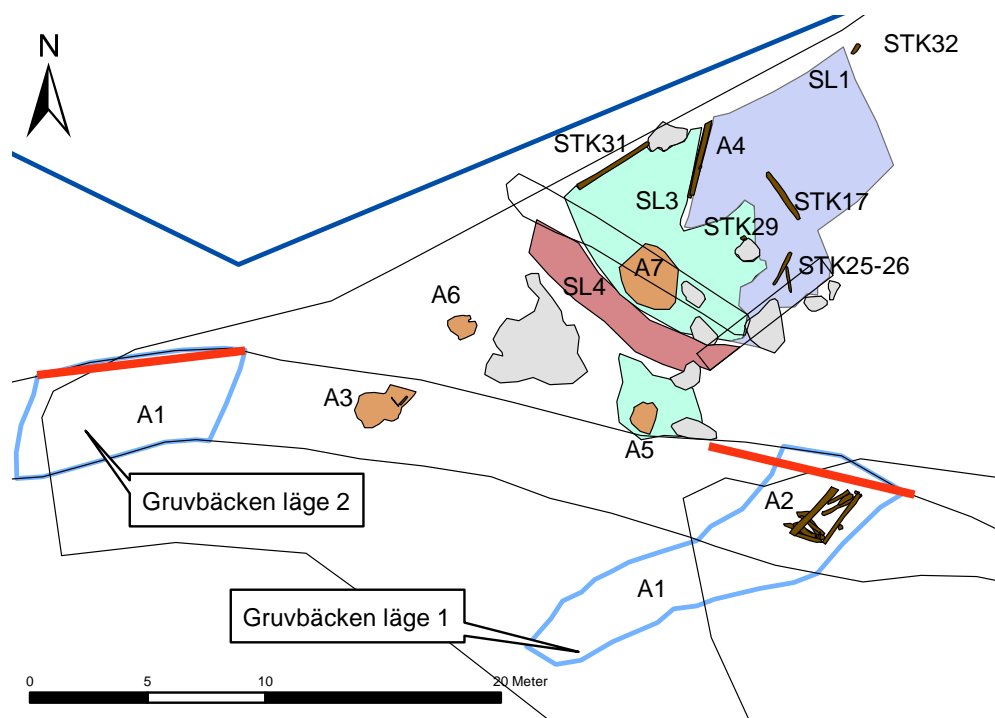 N
STK32
SL1
STK31
A4
SL3
STK17
STK29
A7
STK25-26
SL4
A6
A3
A1
A5
Gruvbäcken läge 2
A2
A1
Gruvbäcken läge 1
0 5 10 20 Meter